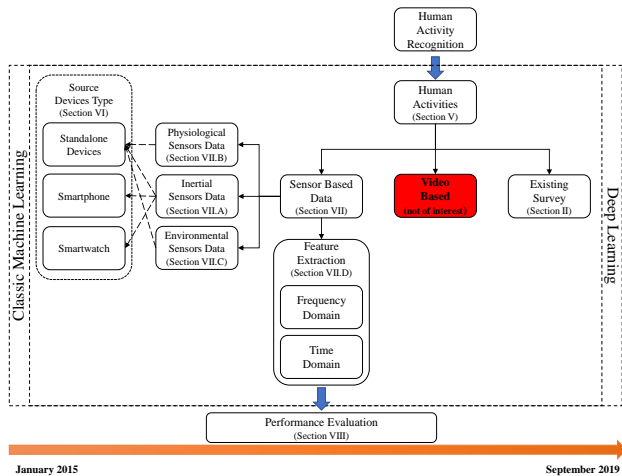 Human
Activity
Recognition
Human
Activities
(Section V)
Source
Devices Type
(Section VI)
Standalone
Devices
Smartphone
Smartwatch
Physiological
Sensors Data
(Section VII.B)
Inertial
Sensors Data
(Section VII.A)
Environmental
Sensors Data
(Section VII.C)
Sensor Based
Data
(Section VII)
Video
Based
(not of interest)
Existing
Survey
(Section II)
Feature
Extraction
(Section VII.D)
Frequency
Domain
Time
Domain
Classic Machine Learning
Deep Learning
Performance Evaluation
(Section VIII)
January 2015
September 2019